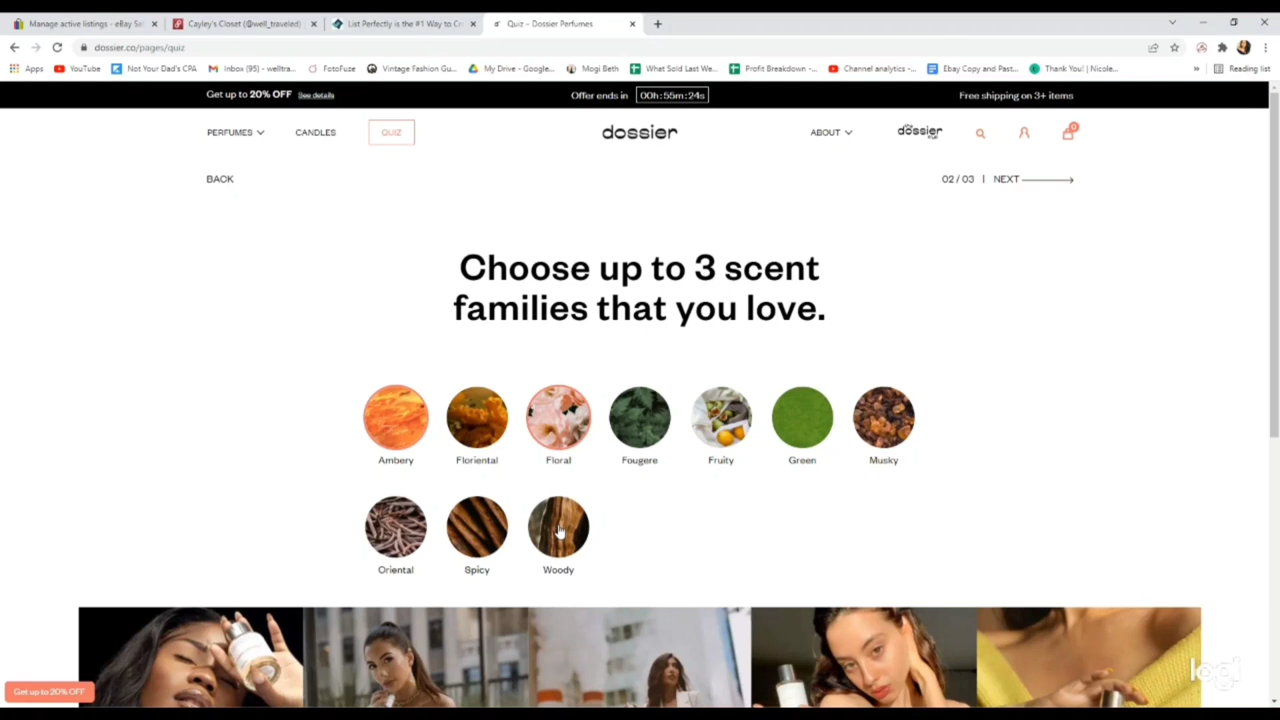 Manage active listings - eBay Sel
Cayley's Closet (@well_traveled)
List Perfectly is the #1 Way to Cr
Quiz – Dossier Perfumes
dossier.co/pages/quiz
Apps
YouTube
Not Your Dad's CPA
Inbox (95) - welltra...
FotoFuze
Vintage Fashion Gu...
My Drive - Google...
Mogi Beth
What Sold Last We...
Profit Breakdown -...
Channel analytics -...
Ebay Copy and Past...
Thank You! | Nicole...
»
Reading list
Get up to 20% OFF See details
Offer ends in 00h:55m:24s
Free shipping on 3+ items
PERFUMES
CANDLES
QUIZ
dossier
ABOUT
dossier
0
BACK
02 / 03 | NEXT
Choose up to 3 scent
families that you love.
Ambery
Floriental
Floral
Fougere
Fruity
Green
Musky
Oriental
Spicy
Woody
Get up to 20% OFF
logi